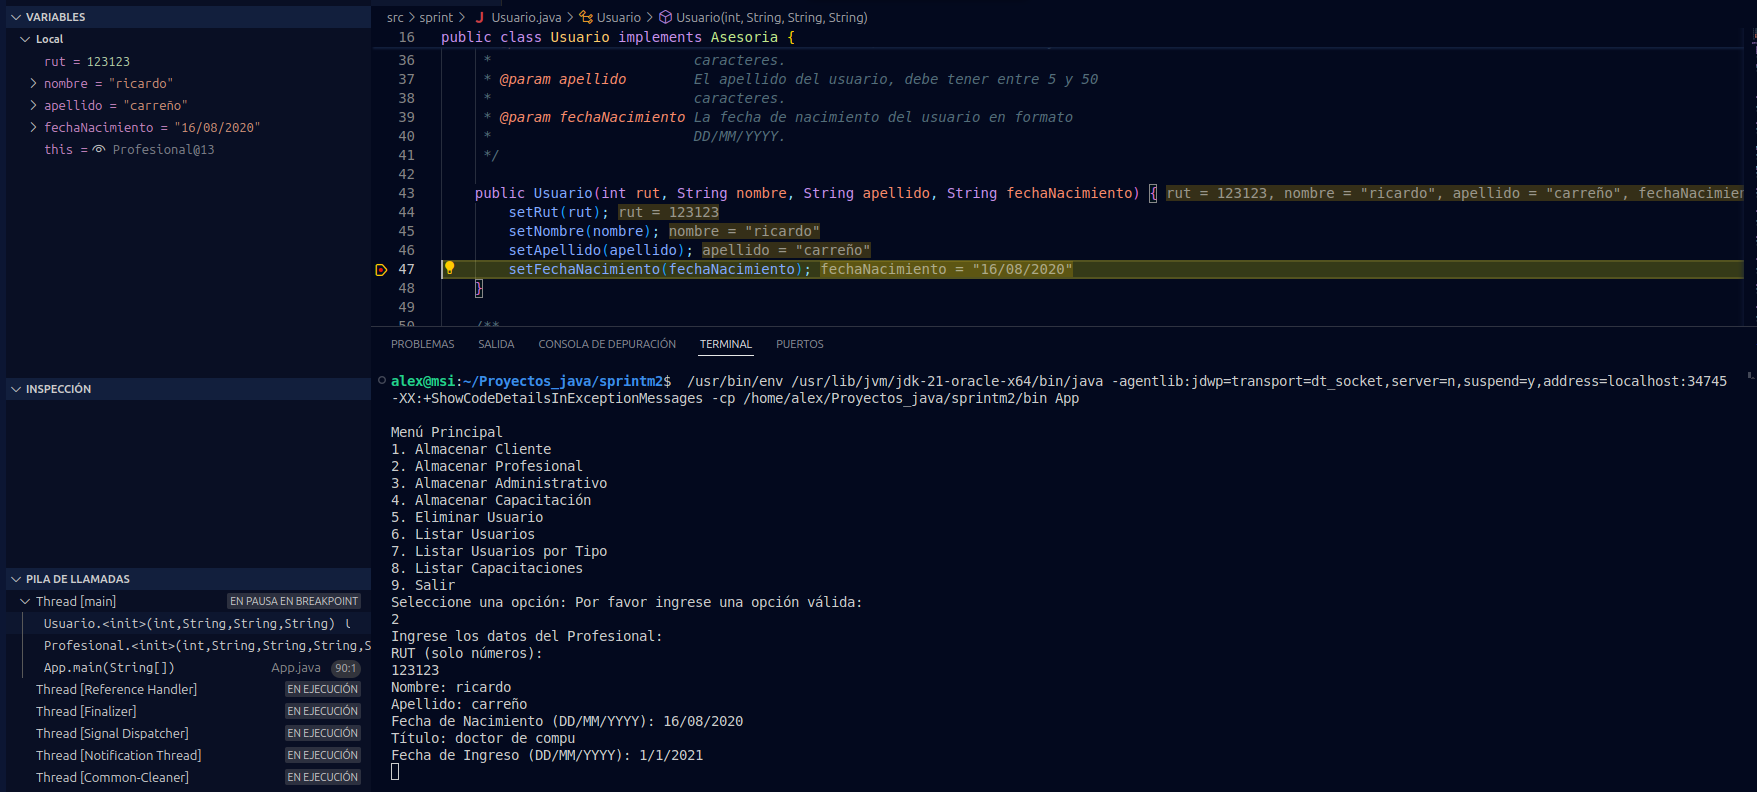 VARIABLES
Local
rut = 123123
nombre = "ricardo"
apellido = "carreño"
fechaNacimiento = "16/08/2020"
this = Profesional@13
INSPECCIÓN
PILA DE LLAMADAS
Thread [main] EN PAUSA EN BREAKPOINT
Usuario.<init>(int,String,String,String)
Profesional.<init>(int,String,String,String,S
App.main(String[]) App.java 90:1
Thread [Reference Handler] EN EJECUCIÓN
Thread [Finalizer] EN EJECUCIÓN
Thread [Signal Dispatcher] EN EJECUCIÓN
Thread [Notification Thread] EN EJECUCIÓN
Thread [Common-Cleaner] EN EJECUCIÓN
src > sprint > J Usuario.java > Usuario > Usuario(int, String, String, String)
16 public class Usuario implements Asesoria {
36 * caracteres.
37 * @param apellido El apellido del usuario, debe tener entre 5 y 50
38 * caracteres.
39 * @param fechaNacimiento La fecha de nacimiento del usuario en formato
40 * DD/MM/YYYY.
41 */
42
43 public Usuario(int rut, String nombre, String apellido, String fechaNacimiento) { rut = 123123, nombre = "ricardo", apellido = "carreño", fechaNacimien
44 setRut(rut); rut = 123123
45 setNombre(nombre); nombre = "ricardo"
46 setApellido(apellido); apellido = "carreño"
47 setFechaNacimiento(fechaNacimiento); fechaNacimiento = "16/08/2020"
48 }
49
50 /**
PROBLEMAS SALIDA CONSOLA DE DEPURACIÓN TERMINAL PUERTOS
alex@msi:~/Proyectos_java/sprintm2$ /usr/bin/env /usr/lib/jvm/jdk-21-oracle-x64/bin/java -agentlib:jdwp=transport=dt_socket,server=n,suspend=y,address=localhost:34745
-XX:+ShowCodeDetailsInExceptionMessages -cp /home/alex/Proyectos_java/sprintm2/bin App
Menú Principal
1. Almacenar Cliente
2. Almacenar Profesional
3. Almacenar Administrativo
4. Almacenar Capacitación
5. Eliminar Usuario
6. Listar Usuarios
7. Listar Usuarios por Tipo
8. Listar Capacitaciones
9. Salir
Seleccione una opción: Por favor ingrese una opción válida:
2
Ingrese los datos del Profesional:
RUT (solo números):
123123
Nombre: ricardo
Apellido: carreño
Fecha de Nacimiento (DD/MM/YYYY): 16/08/2020
Título: doctor de compu
Fecha de Ingreso (DD/MM/YYYY): 1/1/2021